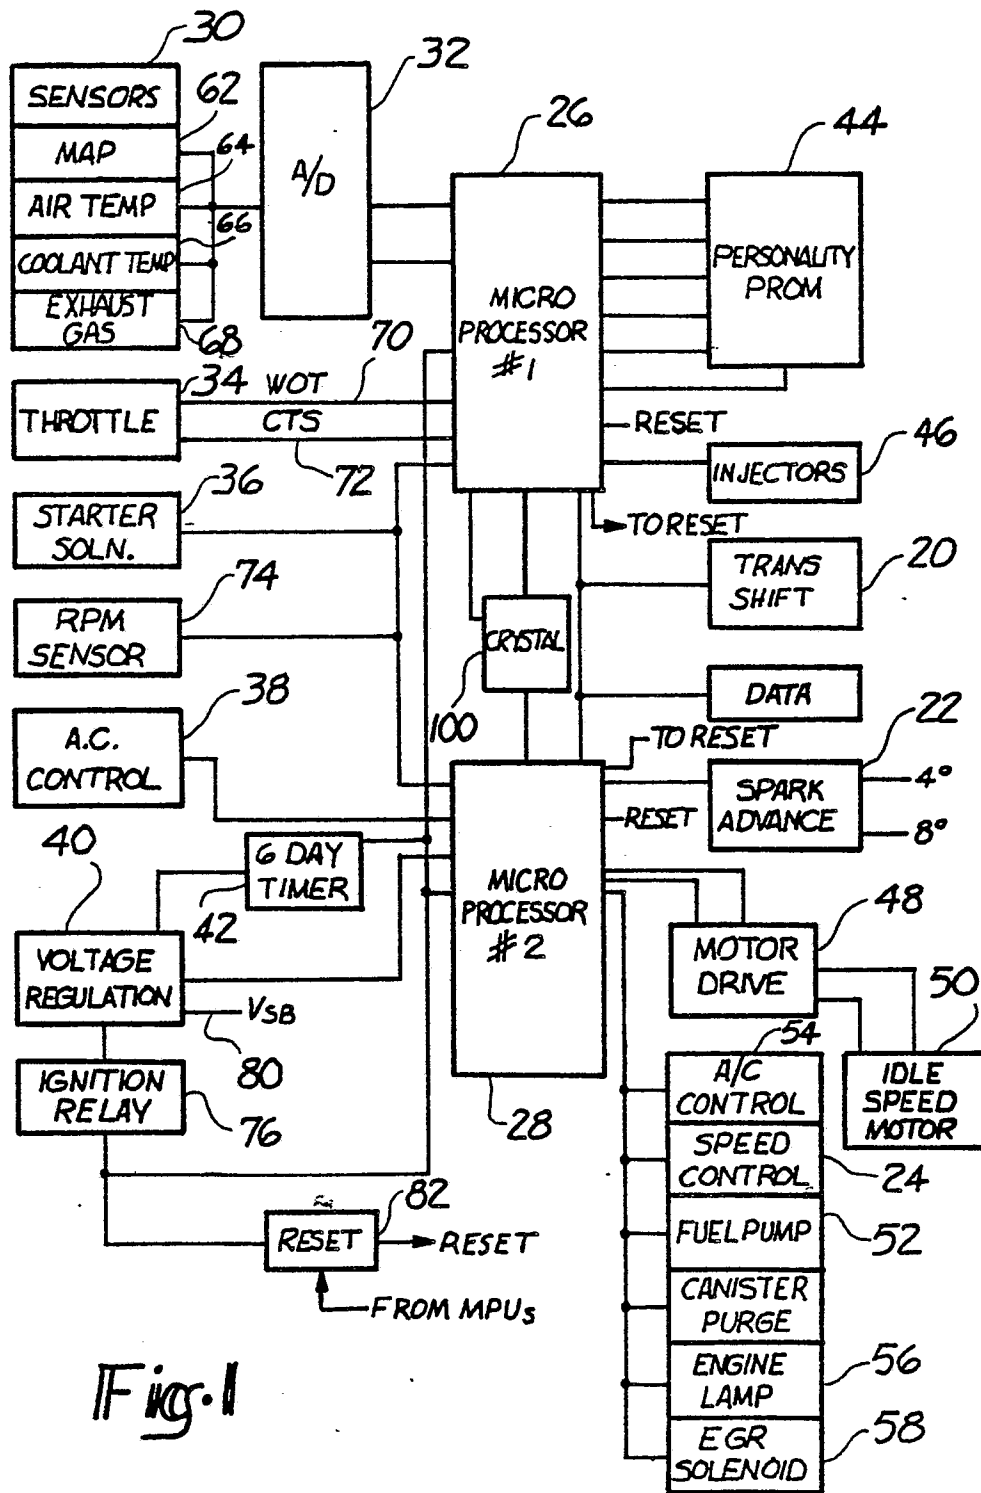 30
SENSORS
62
MAP
64
AIR TEMP
66
COOLANT TEMP
EXHAUST
GAS
68
32
A/D
26
MICRO
PROCESSOR
#1
44
PERSONALITY
PROM
34
THROTTLE
WOT
70
CTS
72
RESET
46
INJECTORS
TO RESET
36
STARTER
SOLN.
20
TRANS
SHIFT
74
RPM
SENSOR
CRYSTAL
100
DATA
38
A.C.
CONTROL
TO RESET
22
SPARK
ADVANCE
4°
8°
RESET
40
6 DAY
TIMER
42
MICRO
PROCESSOR
#2
28
VOLTAGE
REGULATION
VSB
80
48
MOTOR
DRIVE
50
IDLE
SPEED
MOTOR
IGNITION
RELAY
76
54
A/C
CONTROL
SPEED
CONTROL
24
FUEL PUMP
52
CANISTER
PURGE
ENGINE
LAMP
56
EGR
SOLENOID
58
82
RESET
RESET
FROM MPUs
Fig. 1